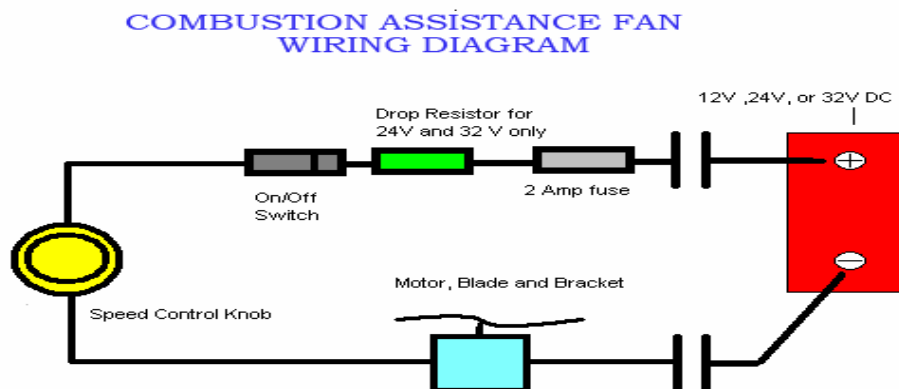 COMBUSTION ASSISTANCE FAN
WIRING DIAGRAM
12V ,24V, or 32V DC
Drop Resistor for
24V and 32 V only
On/Off
Switch
2 Amp fuse
Motor, Blade and Bracket
Speed Control Knob